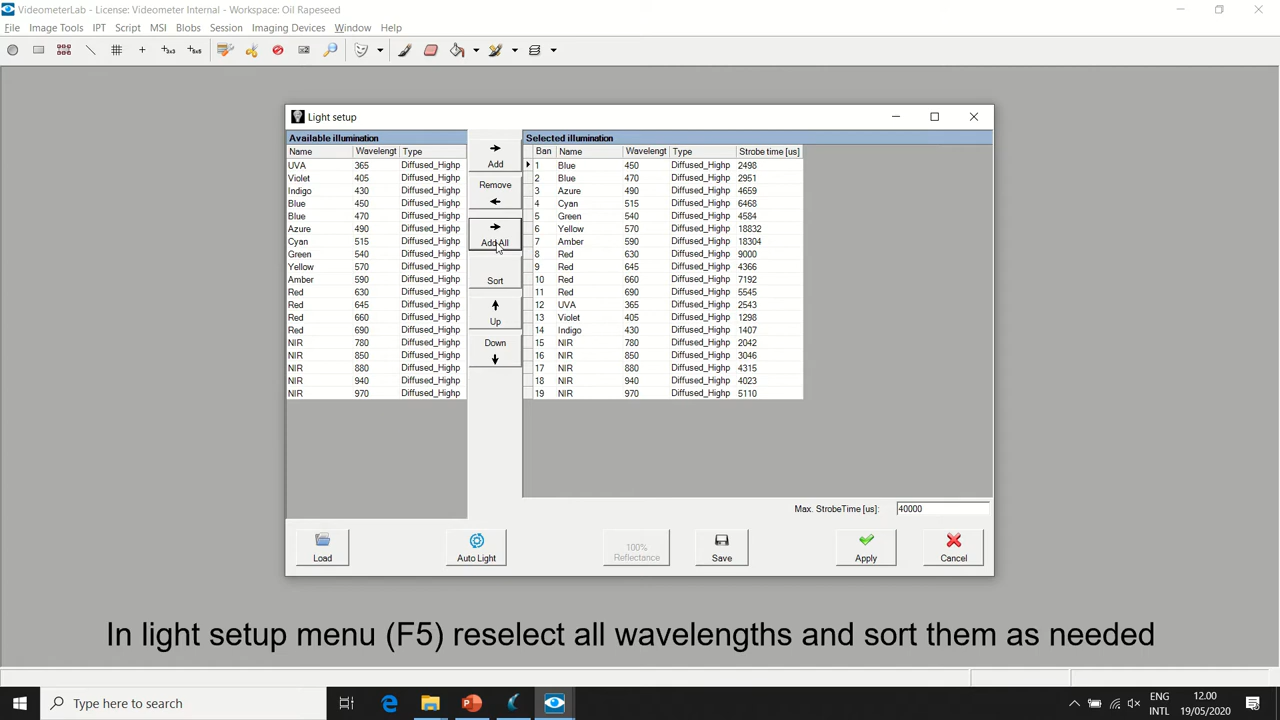 VideometerLab - License: Videometer Internal - Workspace: Oil Rapeseed
File Image Tools IPT Script MSI Blobs Session Imaging Devices Window Help
Light setup
Available illumination
Name Wavelengt Type
UVA 365 Diffused_Highp
Violet 405 Diffused_Highp
Indigo 430 Diffused_Highp
Blue 450 Diffused_Highp
Blue 470 Diffused_Highp
Azure 490 Diffused_Highp
Cyan 515 Diffused_Highp
Green 540 Diffused_Highp
Yellow 570 Diffused_Highp
Amber 590 Diffused_Highp
Red 630 Diffused_Highp
Red 645 Diffused_Highp
Red 660 Diffused_Highp
Red 690 Diffused_Highp
NIR 780 Diffused_Highp
NIR 850 Diffused_Highp
NIR 880 Diffused_Highp
NIR 940 Diffused_Highp
NIR 970 Diffused_Highp
Add
Remove
Add All
Sort
Up
Down
Selected illumination
Ban Name Wavelengt Type Strobe time [us]
1 Blue 450 Diffused_Highp 2498
2 Blue 470 Diffused_Highp 2951
3 Azure 490 Diffused_Highp 4659
4 Cyan 515 Diffused_Highp 6468
5 Green 540 Diffused_Highp 4584
6 Yellow 570 Diffused_Highp 18832
7 Amber 590 Diffused_Highp 18304
8 Red 630 Diffused_Highp 9000
9 Red 645 Diffused_Highp 4366
10 Red 660 Diffused_Highp 7192
11 Red 690 Diffused_Highp 5545
12 UVA 365 Diffused_Highp 2543
13 Violet 405 Diffused_Highp 1298
14 Indigo 430 Diffused_Highp 1407
15 NIR 780 Diffused_Highp 2042
16 NIR 850 Diffused_Highp 3046
17 NIR 880 Diffused_Highp 4315
18 NIR 940 Diffused_Highp 4023
19 NIR 970 Diffused_Highp 5110
Max. StrobeTime [us]: 40000
Load Auto Light 100% Reflectance Save Apply Cancel
In light setup menu (F5) reselect all wavelengths and sort them as needed
Type here to search
ENG 12.00
INTL 19/05/2020